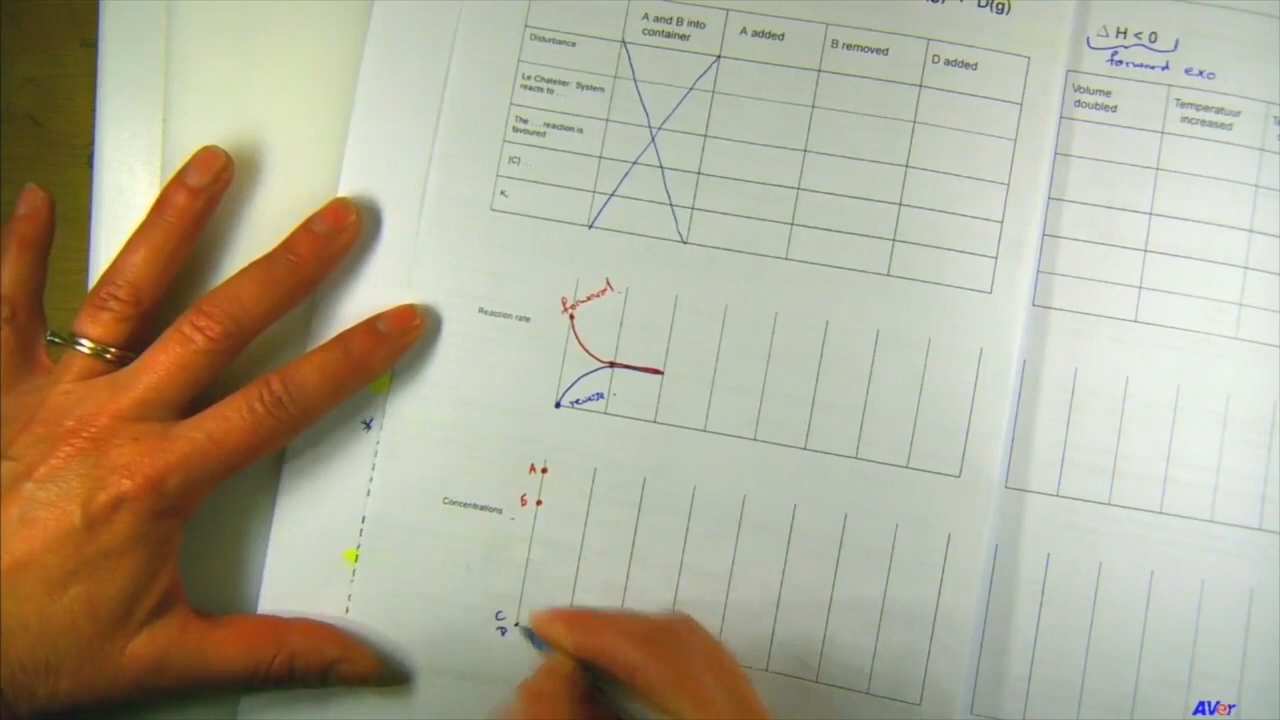 D(g)
A and B into
container
A added
B removed
D added
Disturbance
Le Chatelier: System
reacts to ...
The ... reaction is
favoured
[C] ...
Kc
Δ H < 0
forward exo
Volume
doubled
Temperatuur
increased
Reaction rate
forward.
reverse.
Concentrations
A
B
C
D
AVer